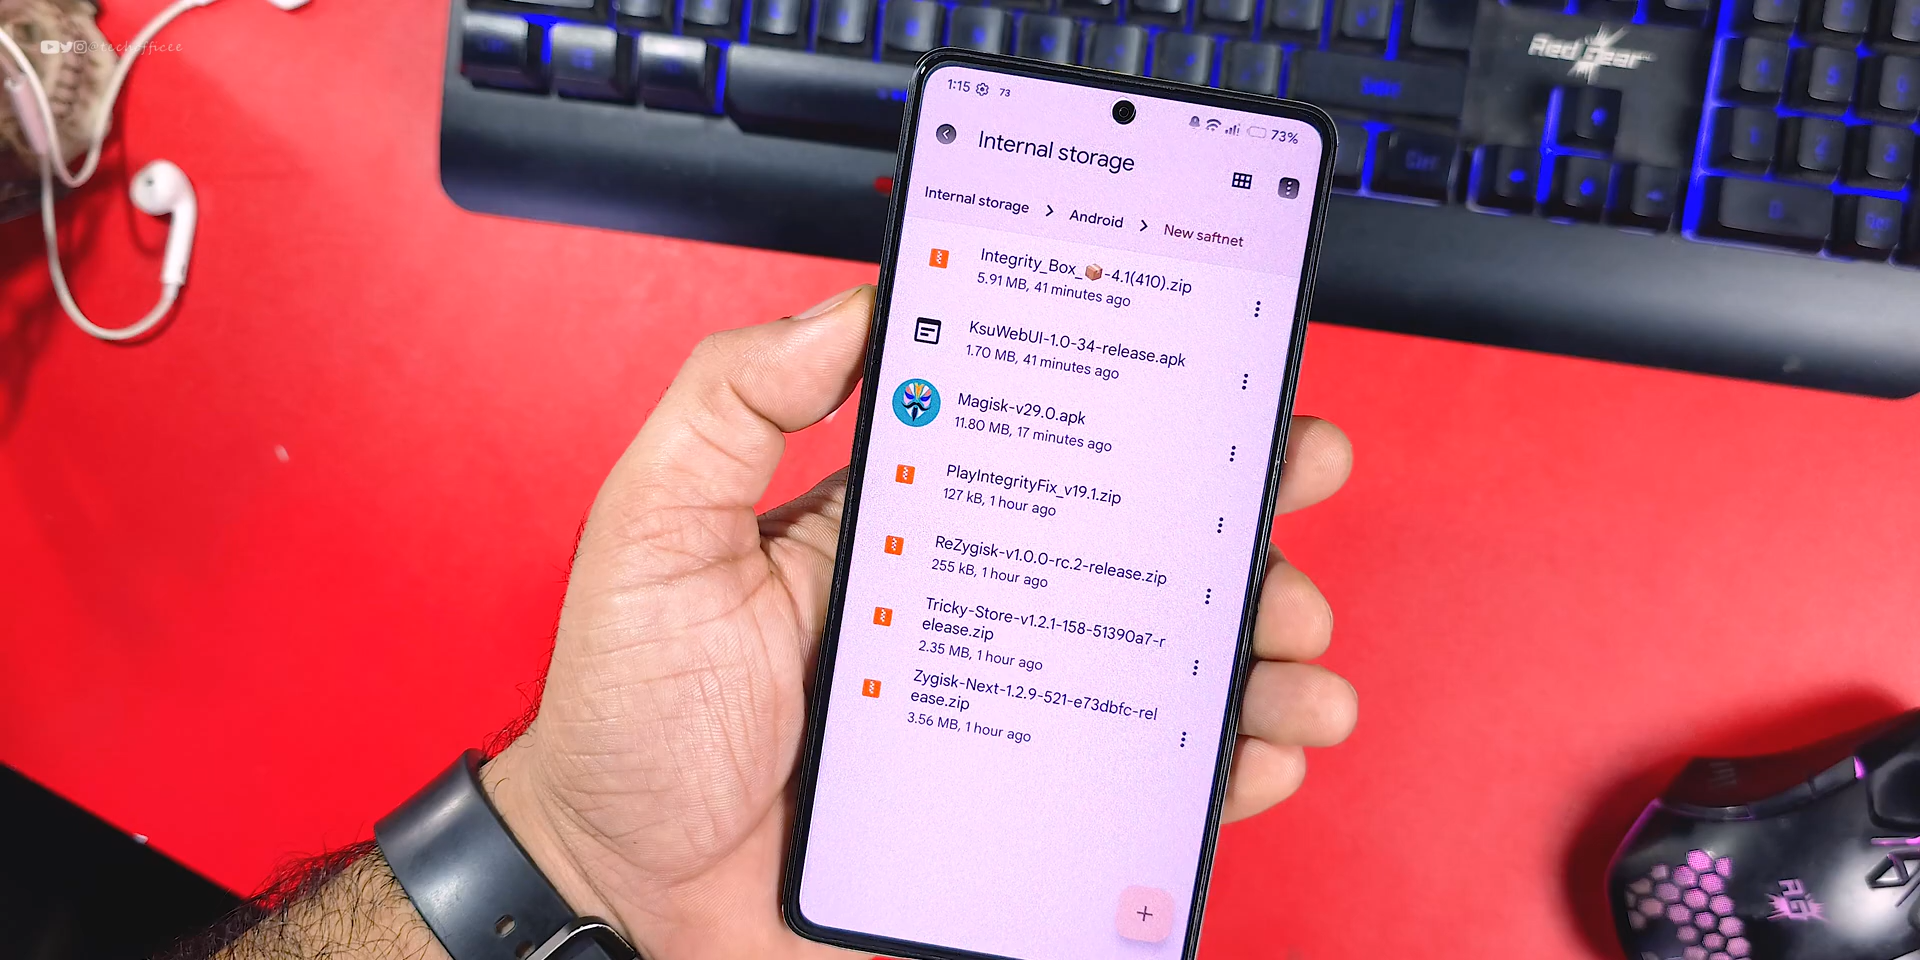 @techofficee
Red Gear
1:15 73
73%
Internal storage
Internal storage > Android > New saftnet
Integrity_Box_📦-4.1(410).zip
5.91 MB, 41 minutes ago
KsuWebUI-1.0-34-release.apk
1.70 MB, 41 minutes ago
Magisk-v29.0.apk
11.80 MB, 17 minutes ago
PlayIntegrityFix_v19.1.zip
127 kB, 1 hour ago
ReZygisk-v1.0.0-rc.2-release.zip
255 kB, 1 hour ago
Tricky-Store-v1.2.1-158-51390a7-r
elease.zip
2.35 MB, 1 hour ago
Zygisk-Next-1.2.9-521-e73dbfc-rel
ease.zip
3.56 MB, 1 hour ago
RG